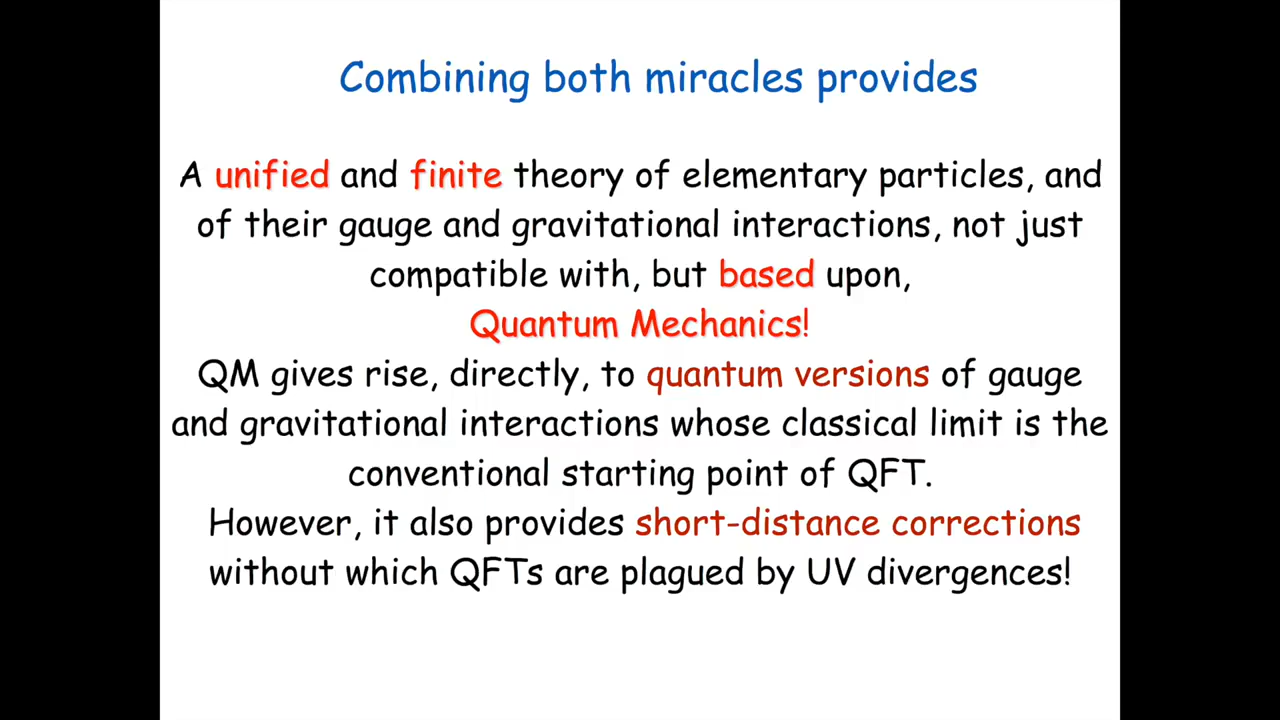 Combining both miracles provides
A unified and finite theory of elementary particles, and
of their gauge and gravitational interactions, not just
compatible with, but based upon,
Quantum Mechanics!
QM gives rise, directly, to quantum versions of gauge
and gravitational interactions whose classical limit is the
conventional starting point of QFT.
However, it also provides short-distance corrections
without which QFTs are plagued by UV divergences!